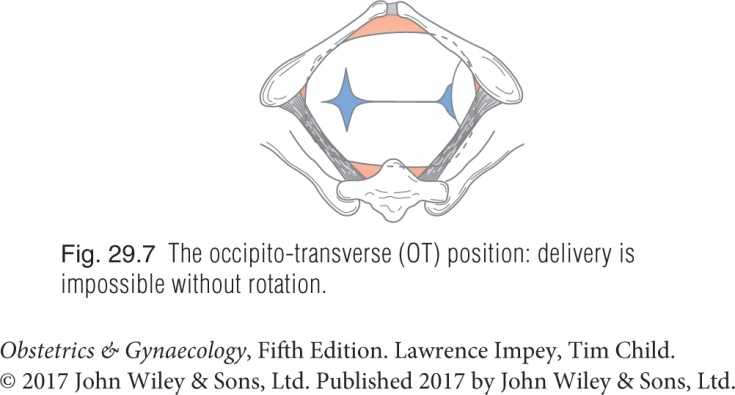 Fig. 29.7 The occipito-transverse (OT) position: delivery is
impossible without rotation.
Obstetrics & Gynaecology, Fifth Edition. Lawrence Impey, Tim Child.
© 2017 John Wiley & Sons, Ltd. Published 2017 by John Wiley & Sons, Ltd.